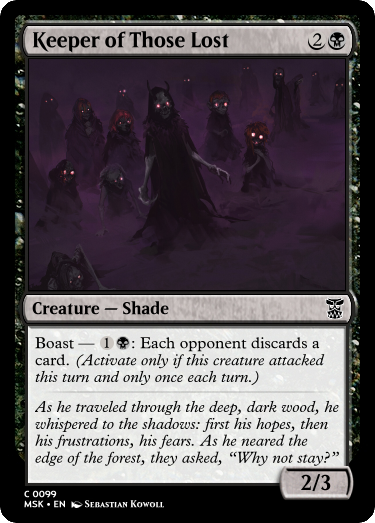 Keeper of Those Lost 2
Creature — Shade
Boast — 1 : Each opponent discards
a card. (Activate only if this creature attacked
this turn and only once each turn.)
As he traveled through the deep, dark wood, he
whispered to the shadows: first his hopes, then
his frustrations, his fears. As he neared the
edge of the forest, they asked, “Why not stay?”
2/3
C 0099
MSK • EN Sebastian Kowoll